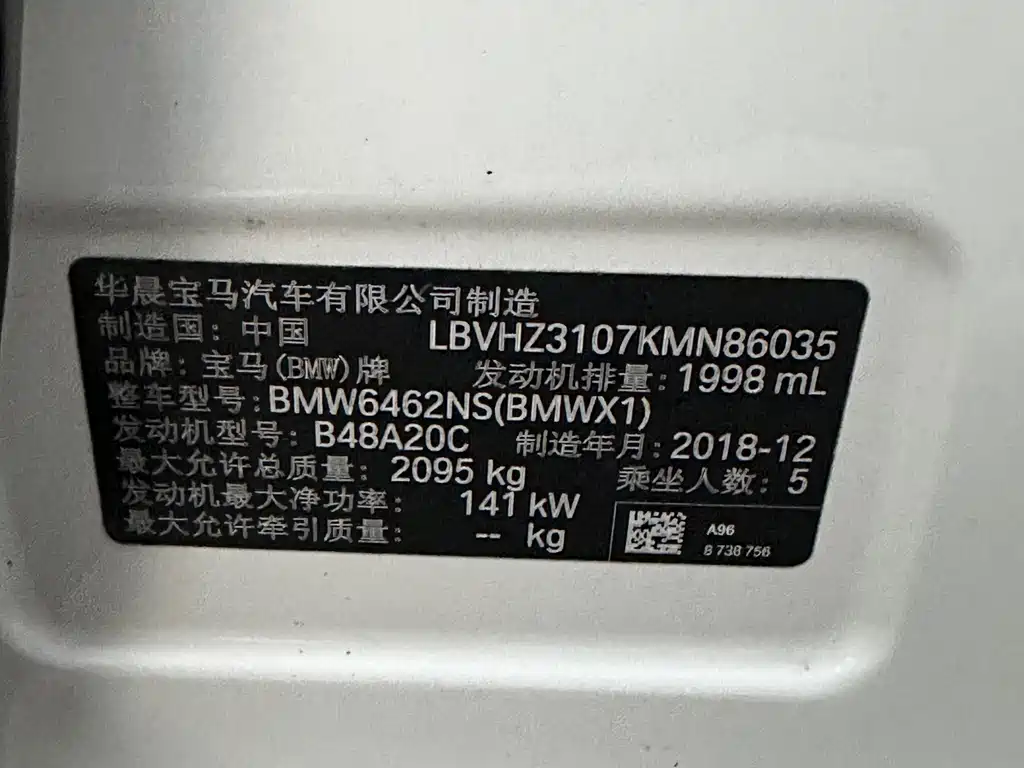 华晨宝马汽车有限公司制造
制造国：中国 LBVHZ3107KMN86035
品牌：宝马(BMW)牌 发动机排量：1998 mL
整车型号：BMW6462NS(BMWX1)
发动机型号：B48A20C 制造年月：2018-12
最大允许总质量：2095 kg 乘坐人数：5
发动机最大净功率：141 kW
最大允许牵引质量：-- kg
A96
8 738 756